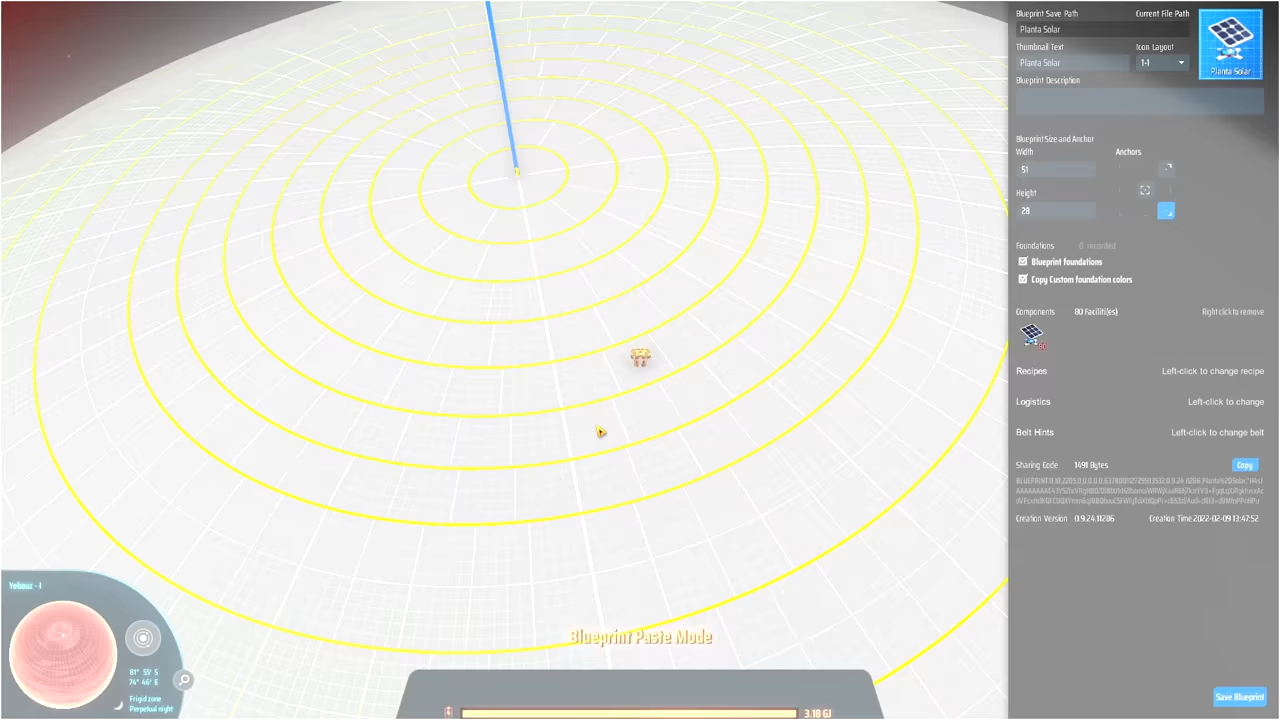 Blueprint Save Path
Current File Path
Planta Solar
Thumbnail Text
Icon Layout
Planta Solar
1-1
Planta Solar
Blueprint Description
Blueprint Size and Anchor
Width
Anchors
51
Height
28
Foundations
0 recorded
Blueprint foundations
Copy Custom foundation colors
Components
80 Facilit(ies)
Right click to remove
80
Recipes
Left-click to change recipe
Logistics
Left-click to change
Belt Hints
Left-click to change belt
Sharing Code
1491 Bytes
Copy
Creation Version
0.9.24.11286
Creation Time 2022-02-09 13:47:52
Yebouz - I
81° 55' S
74° 46' E
Frigid zone
Perpetual night
Blueprint Paste Mode
3.18 GJ
Save Blueprint